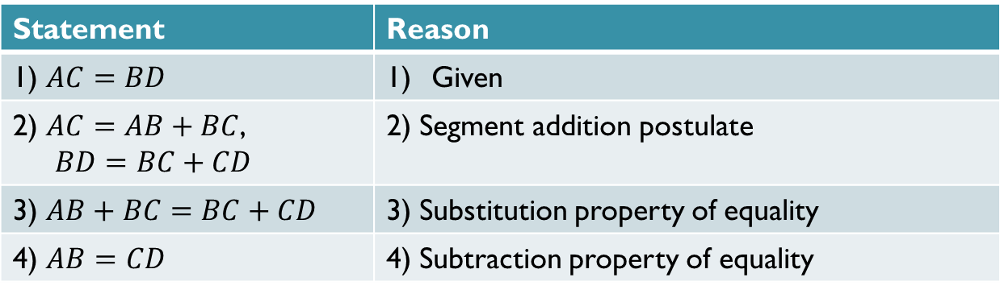 Statement Reason
1) AC = BD 1) Given
2) AC = AB + BC, 2) Segment addition postulate
BD = BC + CD
3) AB + BC = BC + CD 3) Substitution property of equality
4) AB = CD 4) Subtraction property of equality